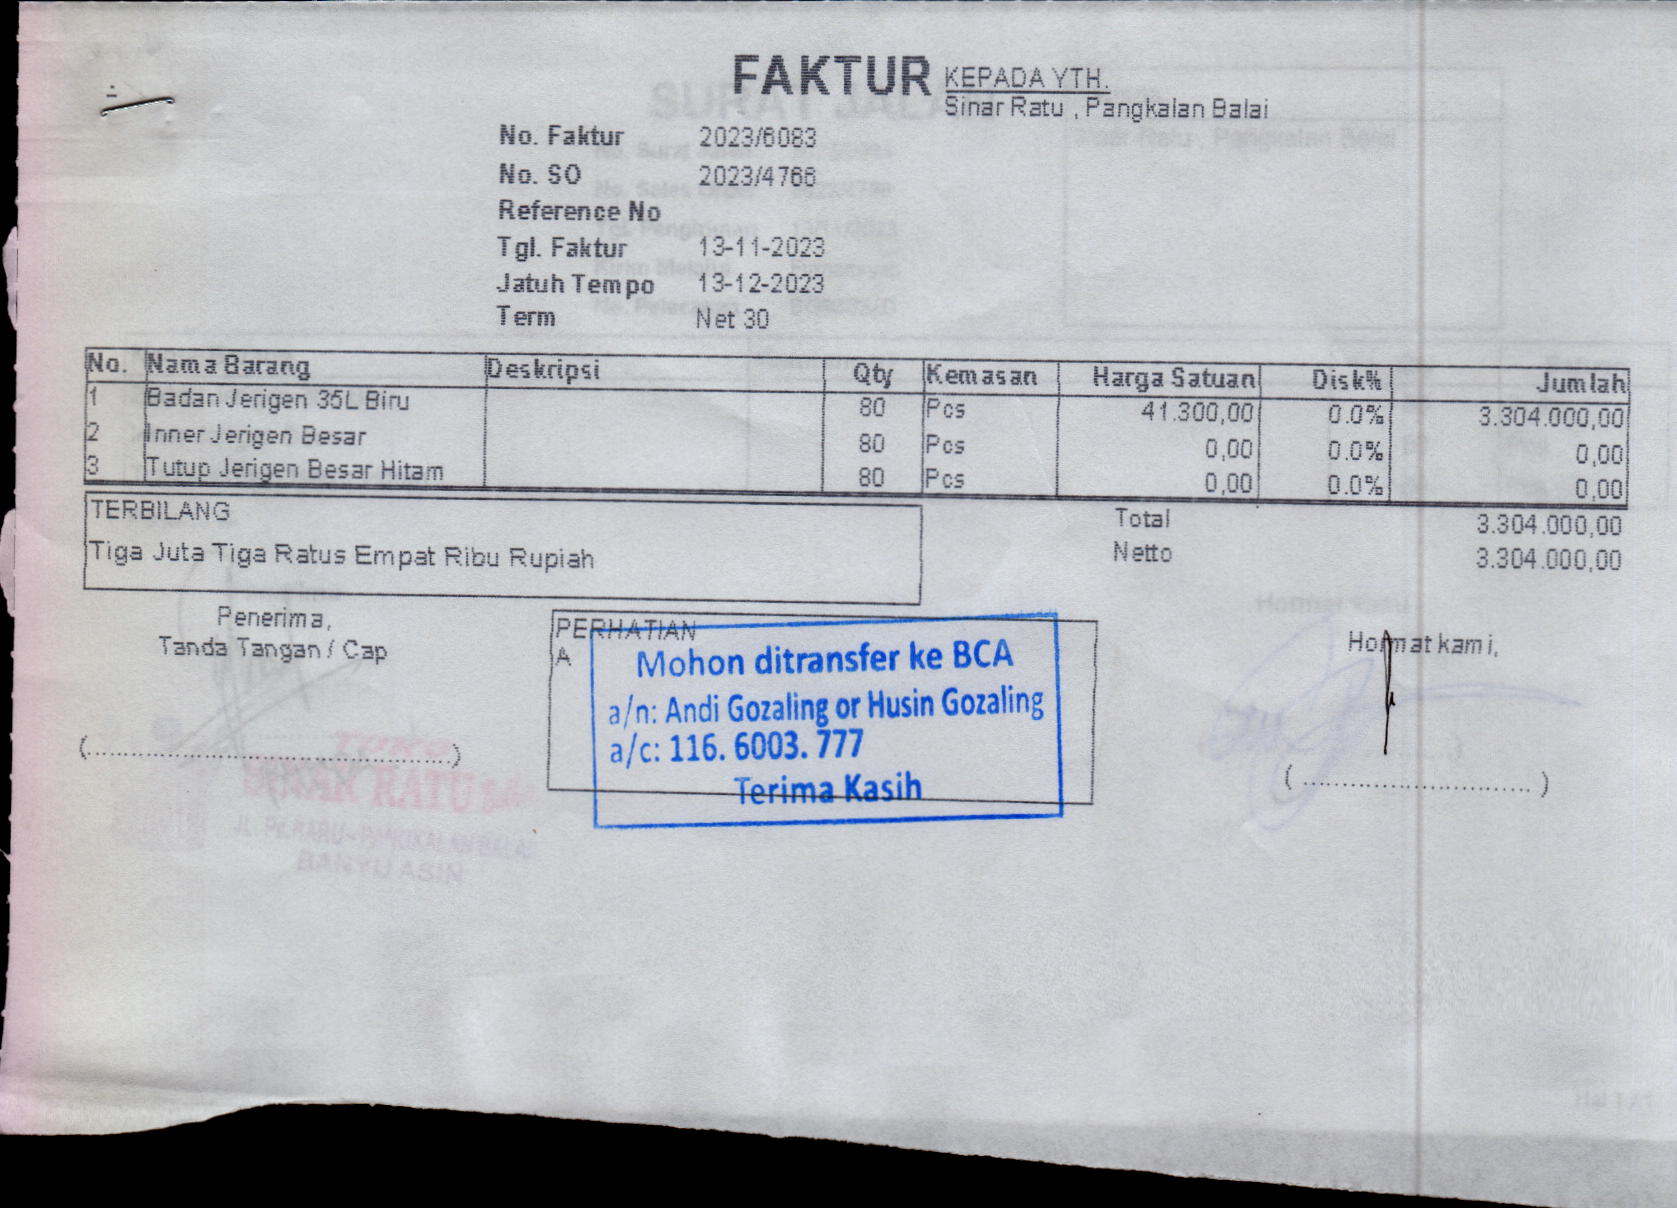 FAKTUR
KEPADA YTH.
Sinar Ratu , Pangkalan Balai
No. Faktur 2023/6083
No. SO 2023/4766
Reference No
Tgl. Faktur 13-11-2023
Jatuh Tempo 13-12-2023
Term Net 30
No. Nama Barang Deskripsi Qty Kemasan Harga Satuan Disk% Jumlah
1 Badan Jerigen 35L Biru 80 Pcs 41.300,00 0.0% 3.304.000,00
2 Inner Jerigen Besar 80 Pcs 0,00 0.0% 0,00
3 Tutup Jerigen Besar Hitam 80 Pcs 0,00 0.0% 0,00
TERBILANG
Tiga Juta Tiga Ratus Empat Ribu Rupiah
Total 3.304.000,00
Netto 3.304.000,00
Penerima,
Tanda Tangan / Cap
(..................................................)
PERHATIAN
A
Mohon ditransfer ke BCA
a/n: Andi Gozaling or Husin Gozaling
a/c: 116. 6003. 777
Terima Kasih
Hormat kami,
( ................................ )
TOKO
SINAR RATU
BANYU ASIN